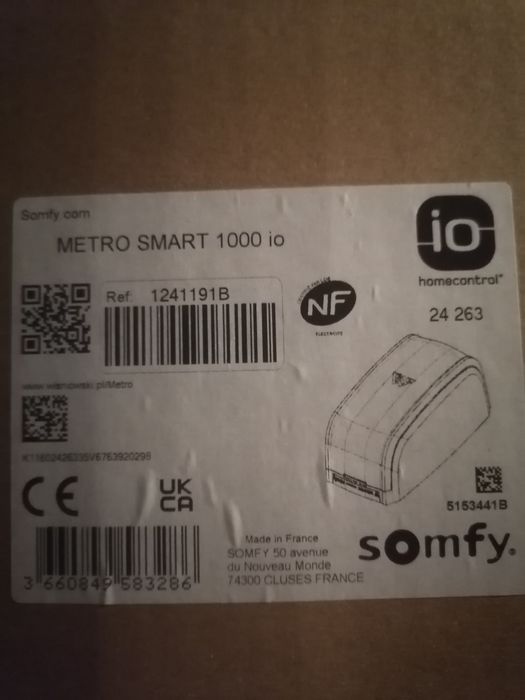 Somfy.com
METRO SMART 1000 io
io
homecontrol®
Ref: 1241191B
NF
ELECTRICITE
24 263
www.wisniowski.pl/Metro
K11602426335V6763920298
CE
UK
CA
5153441B
3 660849 583286
Made in France
SOMFY 50 avenue
du Nouveau Monde
74300 CLUSES FRANCE
somfy®